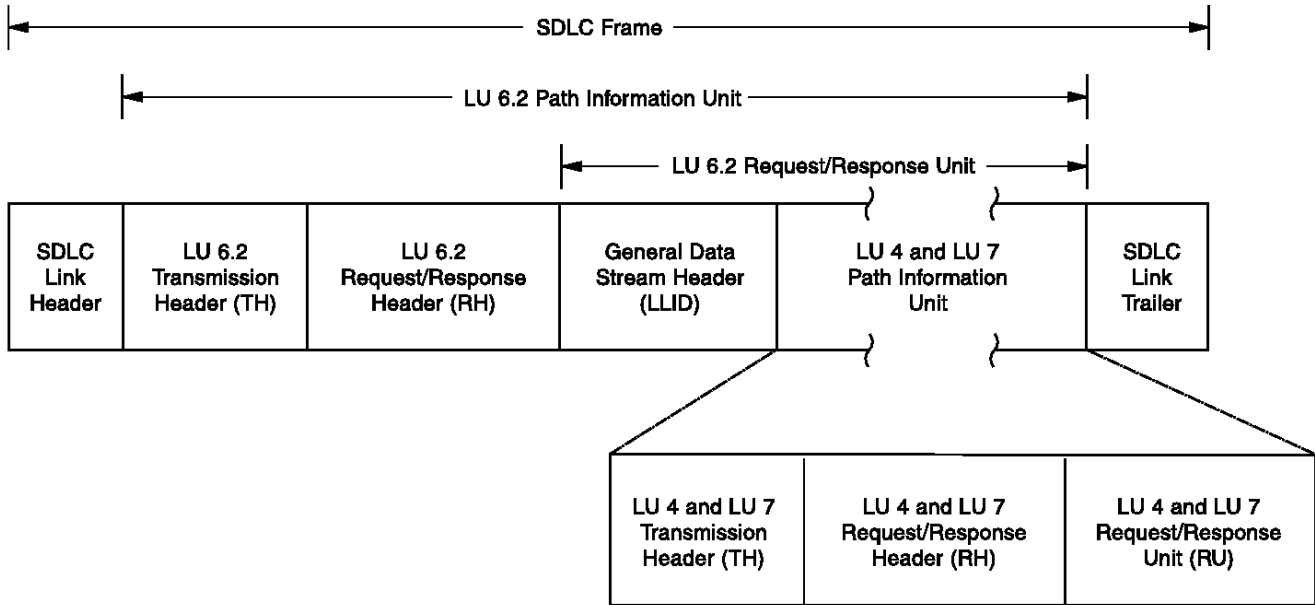 SDLC Frame
LU 6.2 Path Information Unit
LU 6.2 Request/Response Unit
SDLC
Link
Header
LU 6.2
Transmission
Header (TH)
LU 6.2
Request/Response
Header (RH)
General Data
Stream Header
(LLID)
LU 4 and LU 7
Path Information
Unit
SDLC
Link
Trailer
LU 4 and LU 7
Transmission
Header (TH)
LU 4 and LU 7
Request/Response
Header (RH)
LU 4 and LU 7
Request/Response
Unit (RU)